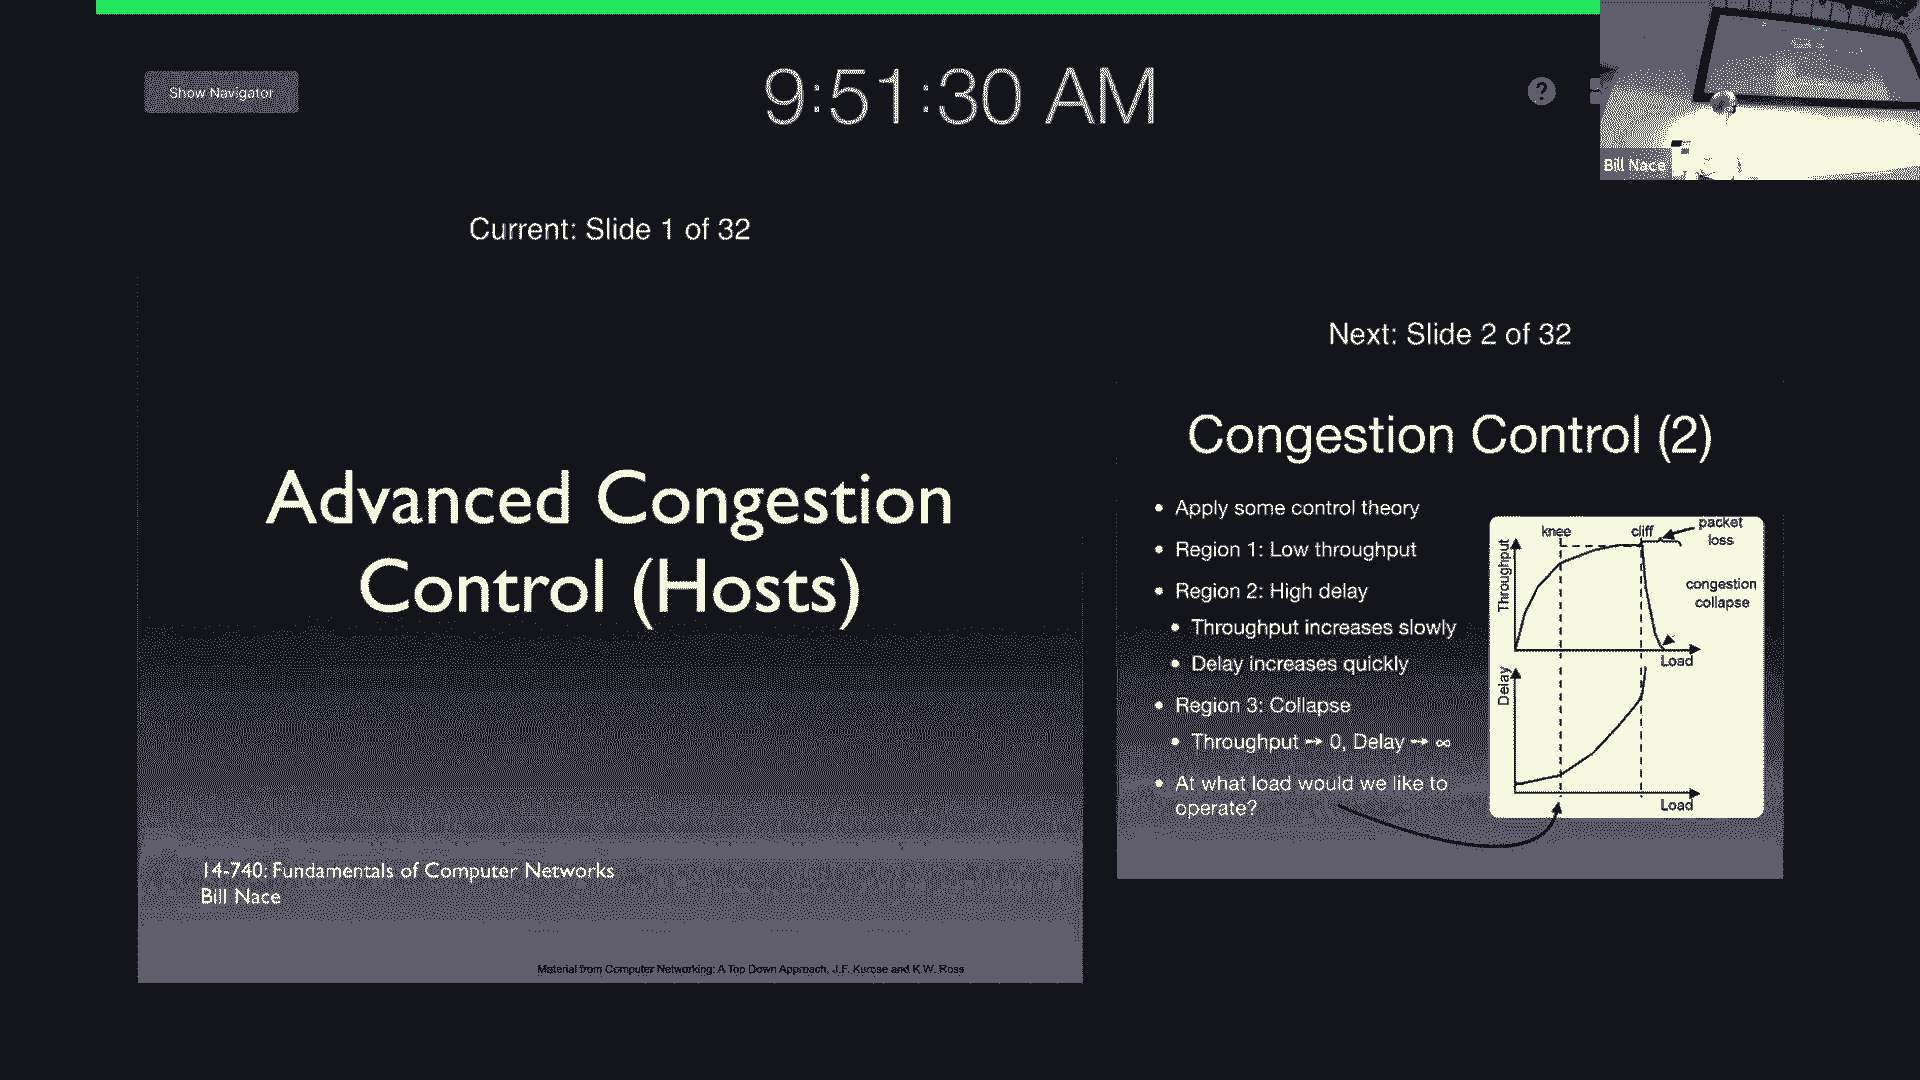 Show Navigator
9:51:30 AM
?
Bill Nace
Current: Slide 1 of 32
Next: Slide 2 of 32
Advanced Congestion
Control (Hosts)
14-740: Fundamentals of Computer Networks
Bill Nace
Material from Computer Networking: A Top Down Approach, J.F. Kurose and K.W. Ross
Congestion Control (2)
• Apply some control theory
• Region 1: Low throughput
• Region 2: High delay
• Throughput increases slowly
• Delay increases quickly
• Region 3: Collapse
• Throughput → 0, Delay → ∞
• At what load would we like to
operate?
knee
cliff
packet
loss
Throughput
congestion
collapse
Load
Delay
Load